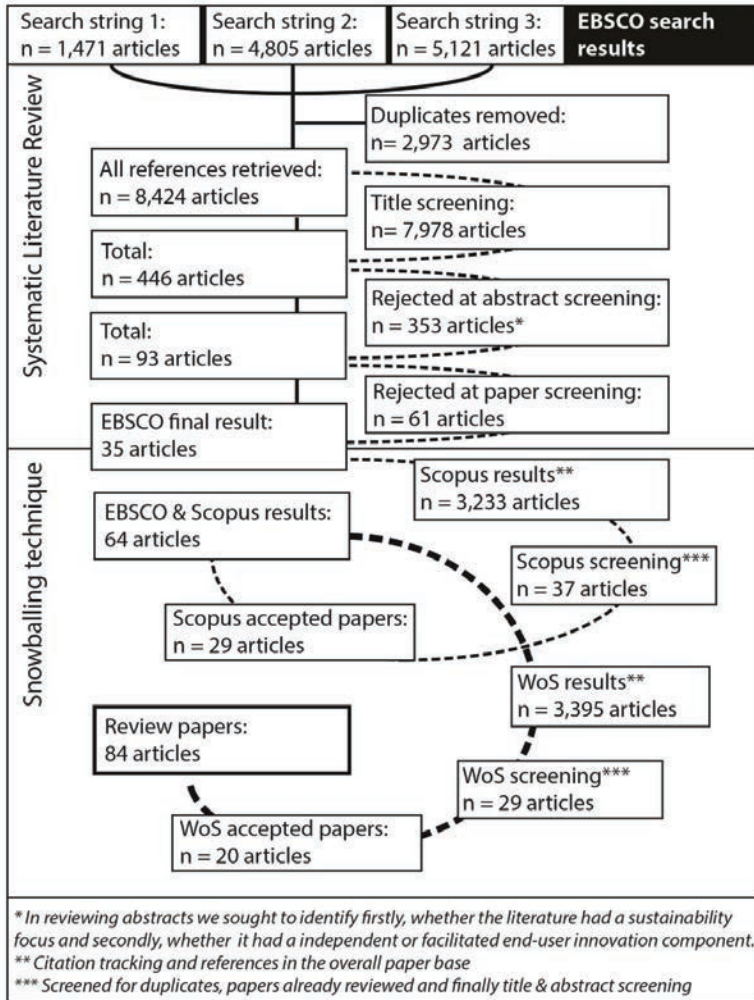 Search string 1:
n = 1,471 articles
Search string 2:
n = 4,805 articles
Search string 3:
n = 5,121 articles
EBSCO search
results
Systematic Literature Review
Duplicates removed:
n= 2,973 articles
All references retrieved:
n = 8,424 articles
Title screening:
n= 7,978 articles
Total:
n = 446 articles
Rejected at abstract screening:
n = 353 articles*
Total:
n = 93 articles
Rejected at paper screening:
n = 61 articles
EBSCO final result:
35 articles
Snowballing technique
Scopus results**
n = 3,233 articles
EBSCO & Scopus results:
64 articles
Scopus screening***
n = 37 articles
Scopus accepted papers:
n = 29 articles
WoS results**
n = 3,395 articles
Review papers:
84 articles
WoS screening***
n = 29 articles
WoS accepted papers:
n = 20 articles
* In reviewing abstracts we sought to identify firstly, whether the literature had a sustainability
focus and secondly, whether it had a independent or facilitated end-user innovation component.
** Citation tracking and references in the overall paper base
*** Screened for duplicates, papers already reviewed and finally title & abstract screening